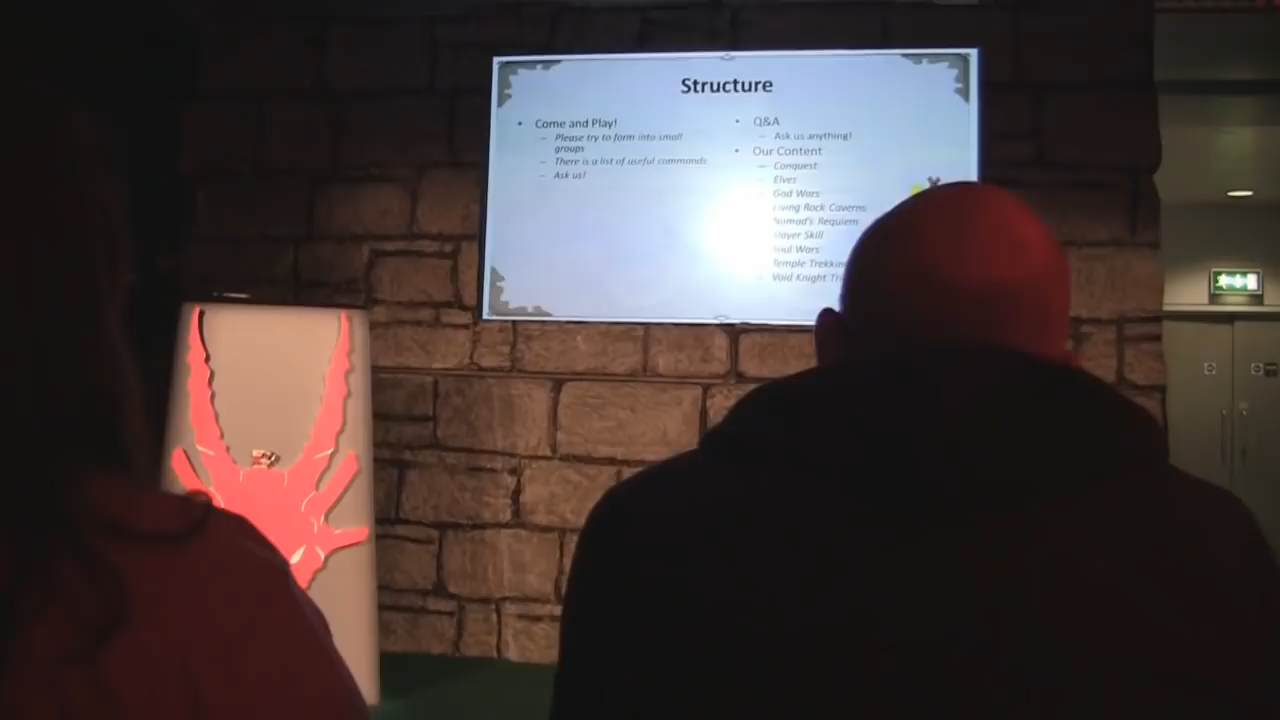 Structure
• Come and Play!
– Please try to form into small
groups
– There is a list of useful commands
– Ask us!
• Q&A
– Ask us anything!
• Our Content
– Conquest
– Elves
– God Wars
– Living Rock Caverns
– Nomad's Requiem
Slayer Skill
Soul Wars
Temple
Void Knight